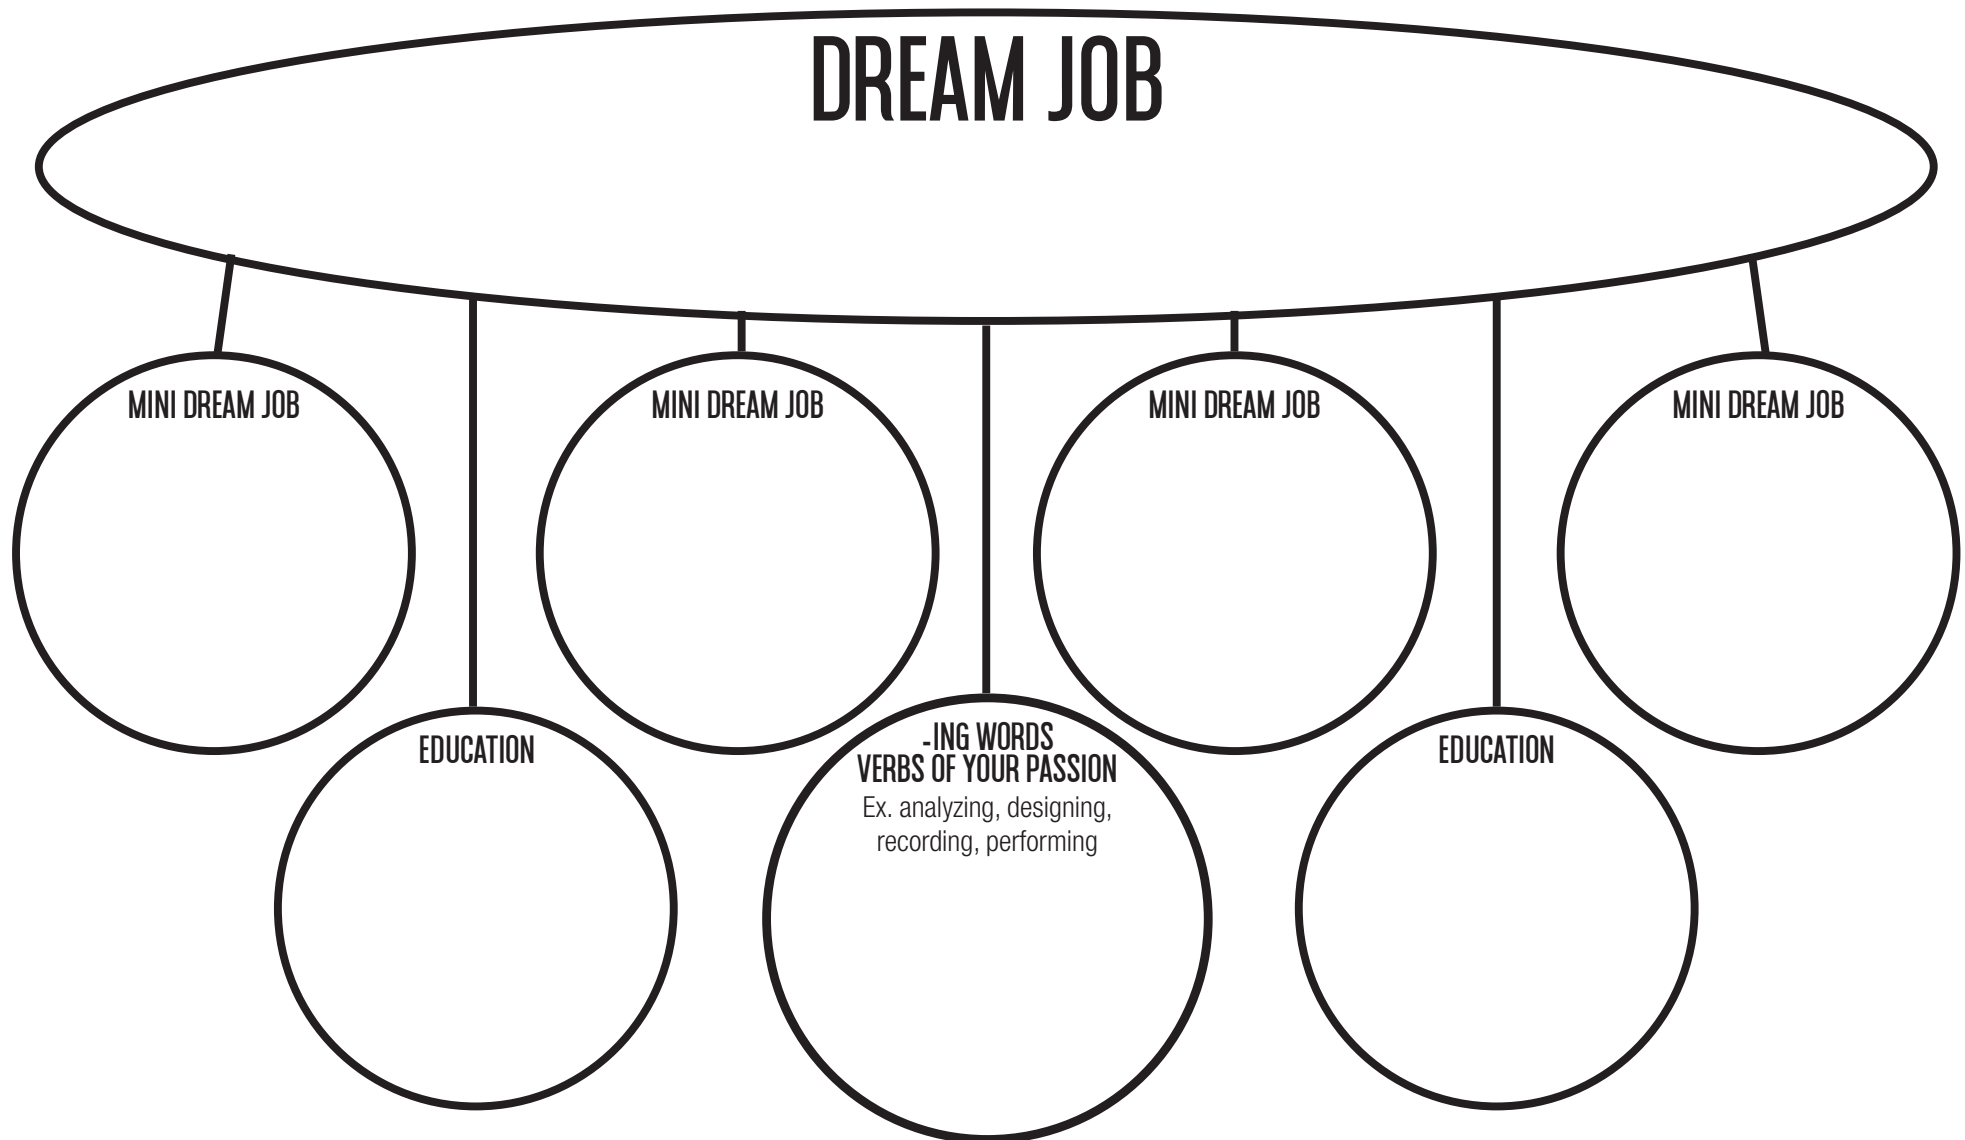 DREAM JOB
MINI DREAM JOB
MINI DREAM JOB
MINI DREAM JOB
MINI DREAM JOB
EDUCATION
-ING WORDS
VERBS OF YOUR PASSION
Ex. analyzing, designing,
recording, performing
EDUCATION